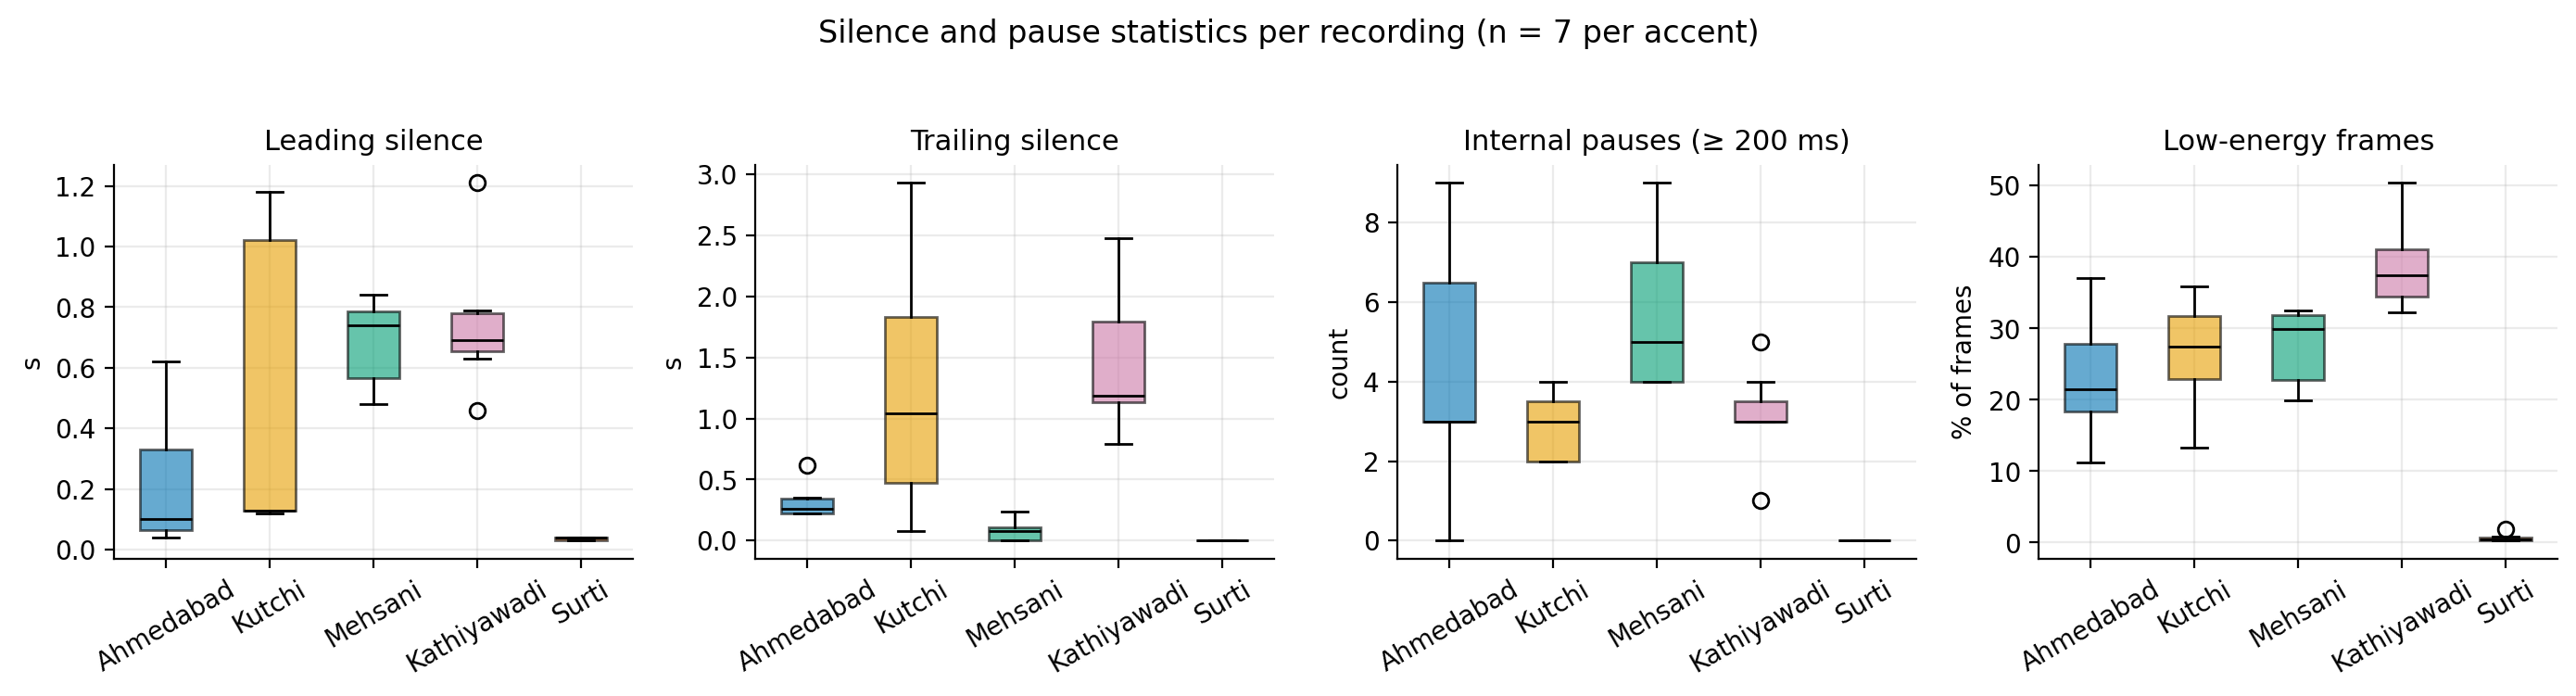 Silence and pause statistics per recording (n = 7 per accent)
Leading silence
s
1.2
1.0
0.8
0.6
0.4
0.2
0.0
Ahmedabad
Kutchi
Mehsani
Kathiyawadi
Surti
Trailing silence
s
3.0
2.5
2.0
1.5
1.0
0.5
0.0
Ahmedabad
Kutchi
Mehsani
Kathiyawadi
Surti
Internal pauses (≥ 200 ms)
count
8
6
4
2
0
Ahmedabad
Kutchi
Mehsani
Kathiyawadi
Surti
Low-energy frames
% of frames
50
40
30
20
10
0
Ahmedabad
Kutchi
Mehsani
Kathiyawadi
Surti